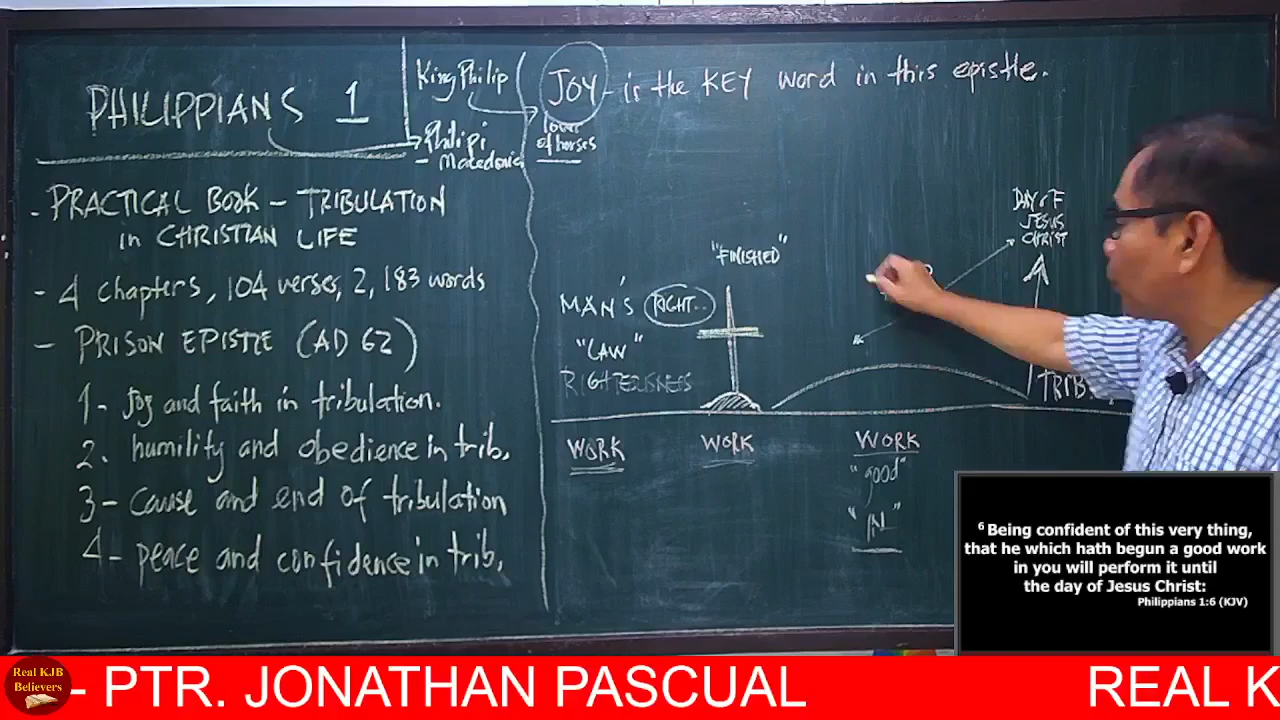 PHILIPPIANS 1
King Philip
Philipi
Macedonia
lover
of horses
JOY - is the KEY word in this epistle.
- PRACTICAL BOOK - TRIBULATION
in CHRISTIAN LIFE
- 4 chapters, 104 verses, 2,183 words
- PRISON EPISTLE (AD 62)
1- Joy and faith in tribulation.
2. humility and obedience in trib.
3- cause and end of tribulation
4- peace and confidence in trib.
"FINISHED"
MAN'S RIGHT..
"LAW"
RIGHTEOUSNESS
DAY OF
JESUS
CHRIST
TRIB
WORK
WORK
WORK
"good"
"IN"
6 Being confident of this very thing,
that he which hath begun a good work
in you will perform it until
the day of Jesus Christ:
Philippians 1:6 (KJV)
Real KJB
Believers
- PTR. JONATHAN PASCUAL
REAL K